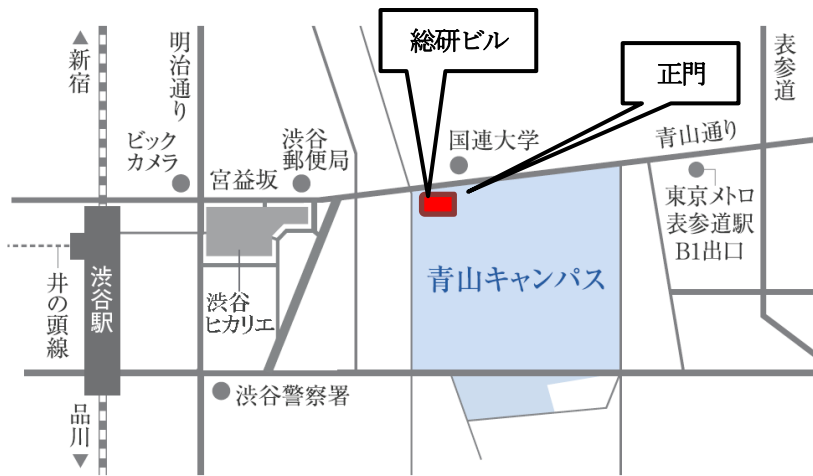 総研ビル
正門
新宿
明治通り
表参道
ビック
カメラ
宮益坂
渋谷
郵便局
国連大学
青山通り
東京メトロ
表参道駅
B1出口
井の頭線
渋谷駅
渋谷
ヒカリエ
青山キャンパス
渋谷警察署
品川